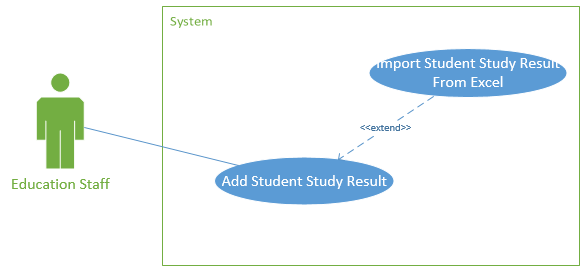 System
Import Student Study Result
From Excel
<<extend>>
Education Staff
Add Student Study Result